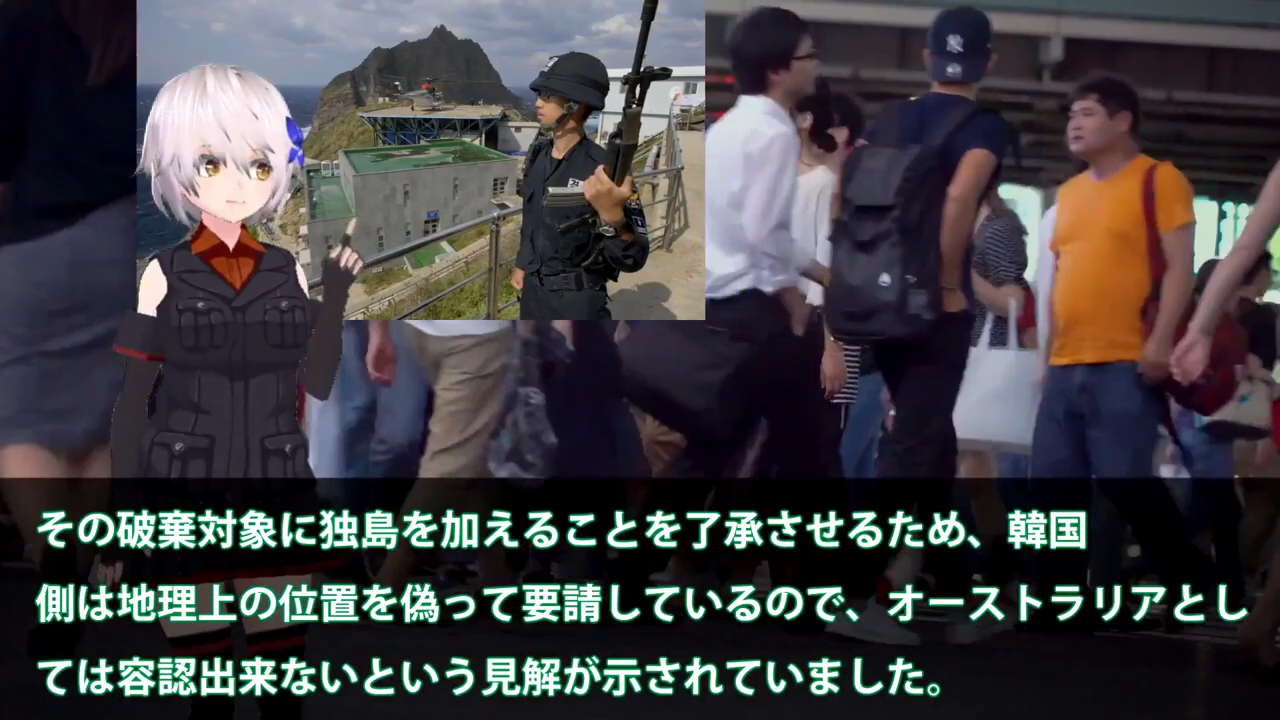 その破棄対象に独島を加えることを了承させるため、韓国
側は地理上の位置を偽って要請しているので、オーストラリアとし
ては容認出来ないという見解が示されていました。